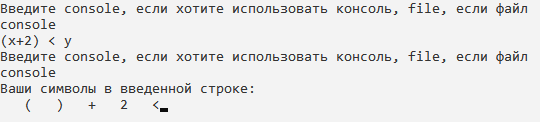 Введите console, если хотите использовать консоль, file, если файл
console
(x+2) < y
Введите console, если хотите использовать консоль, file, если файл
console
Ваши символы в введенной строке:
( ) + 2 <